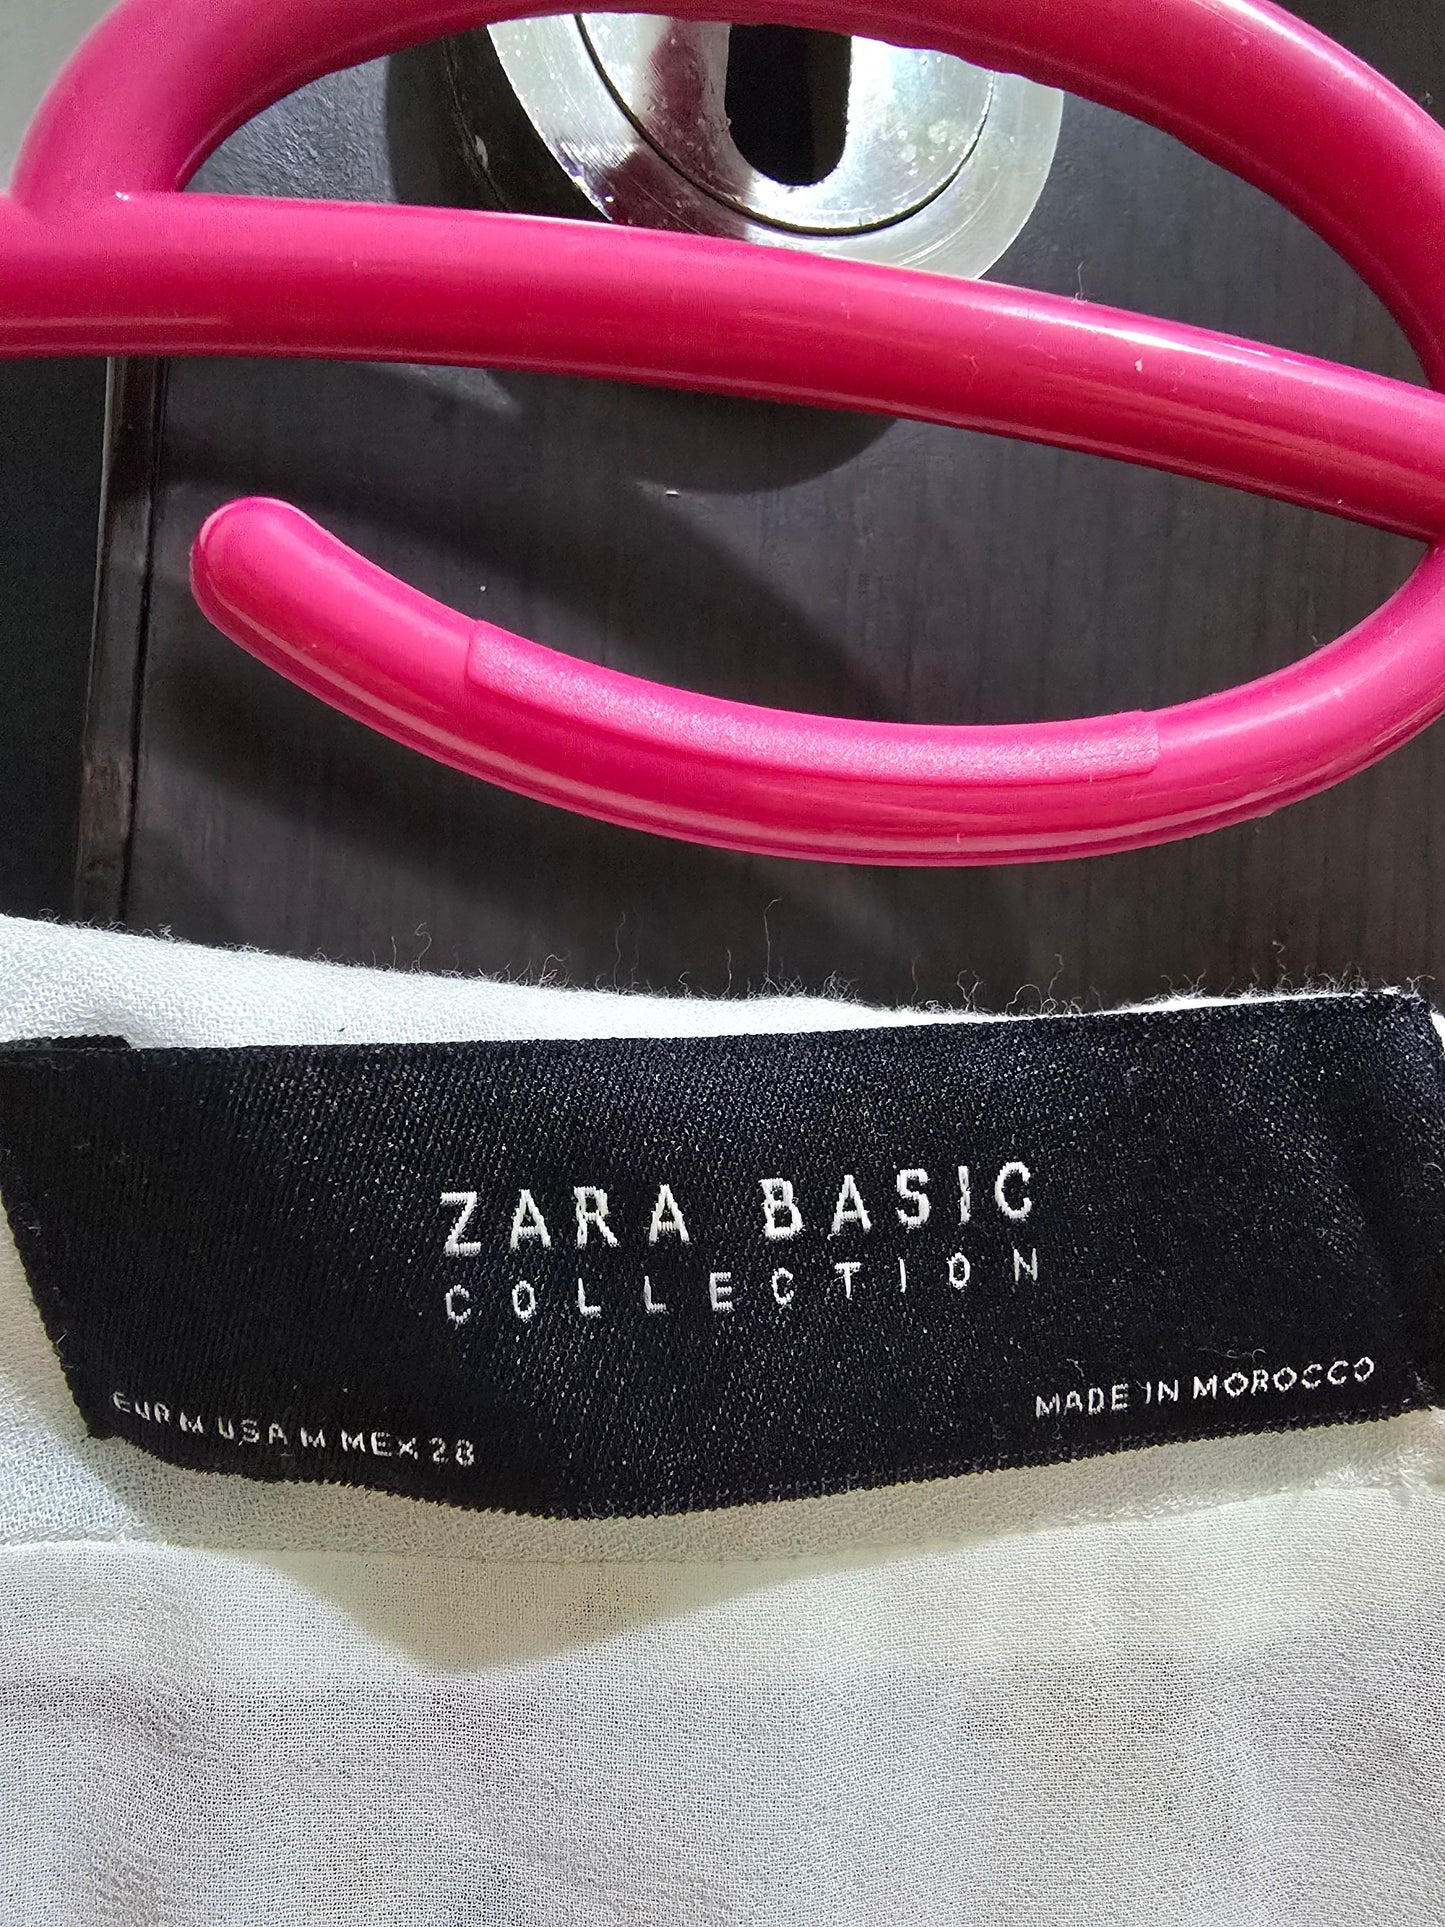 ZARA BASIC
COLLECTION
EUR M USA M MEX 28
MADE IN MOROCCO